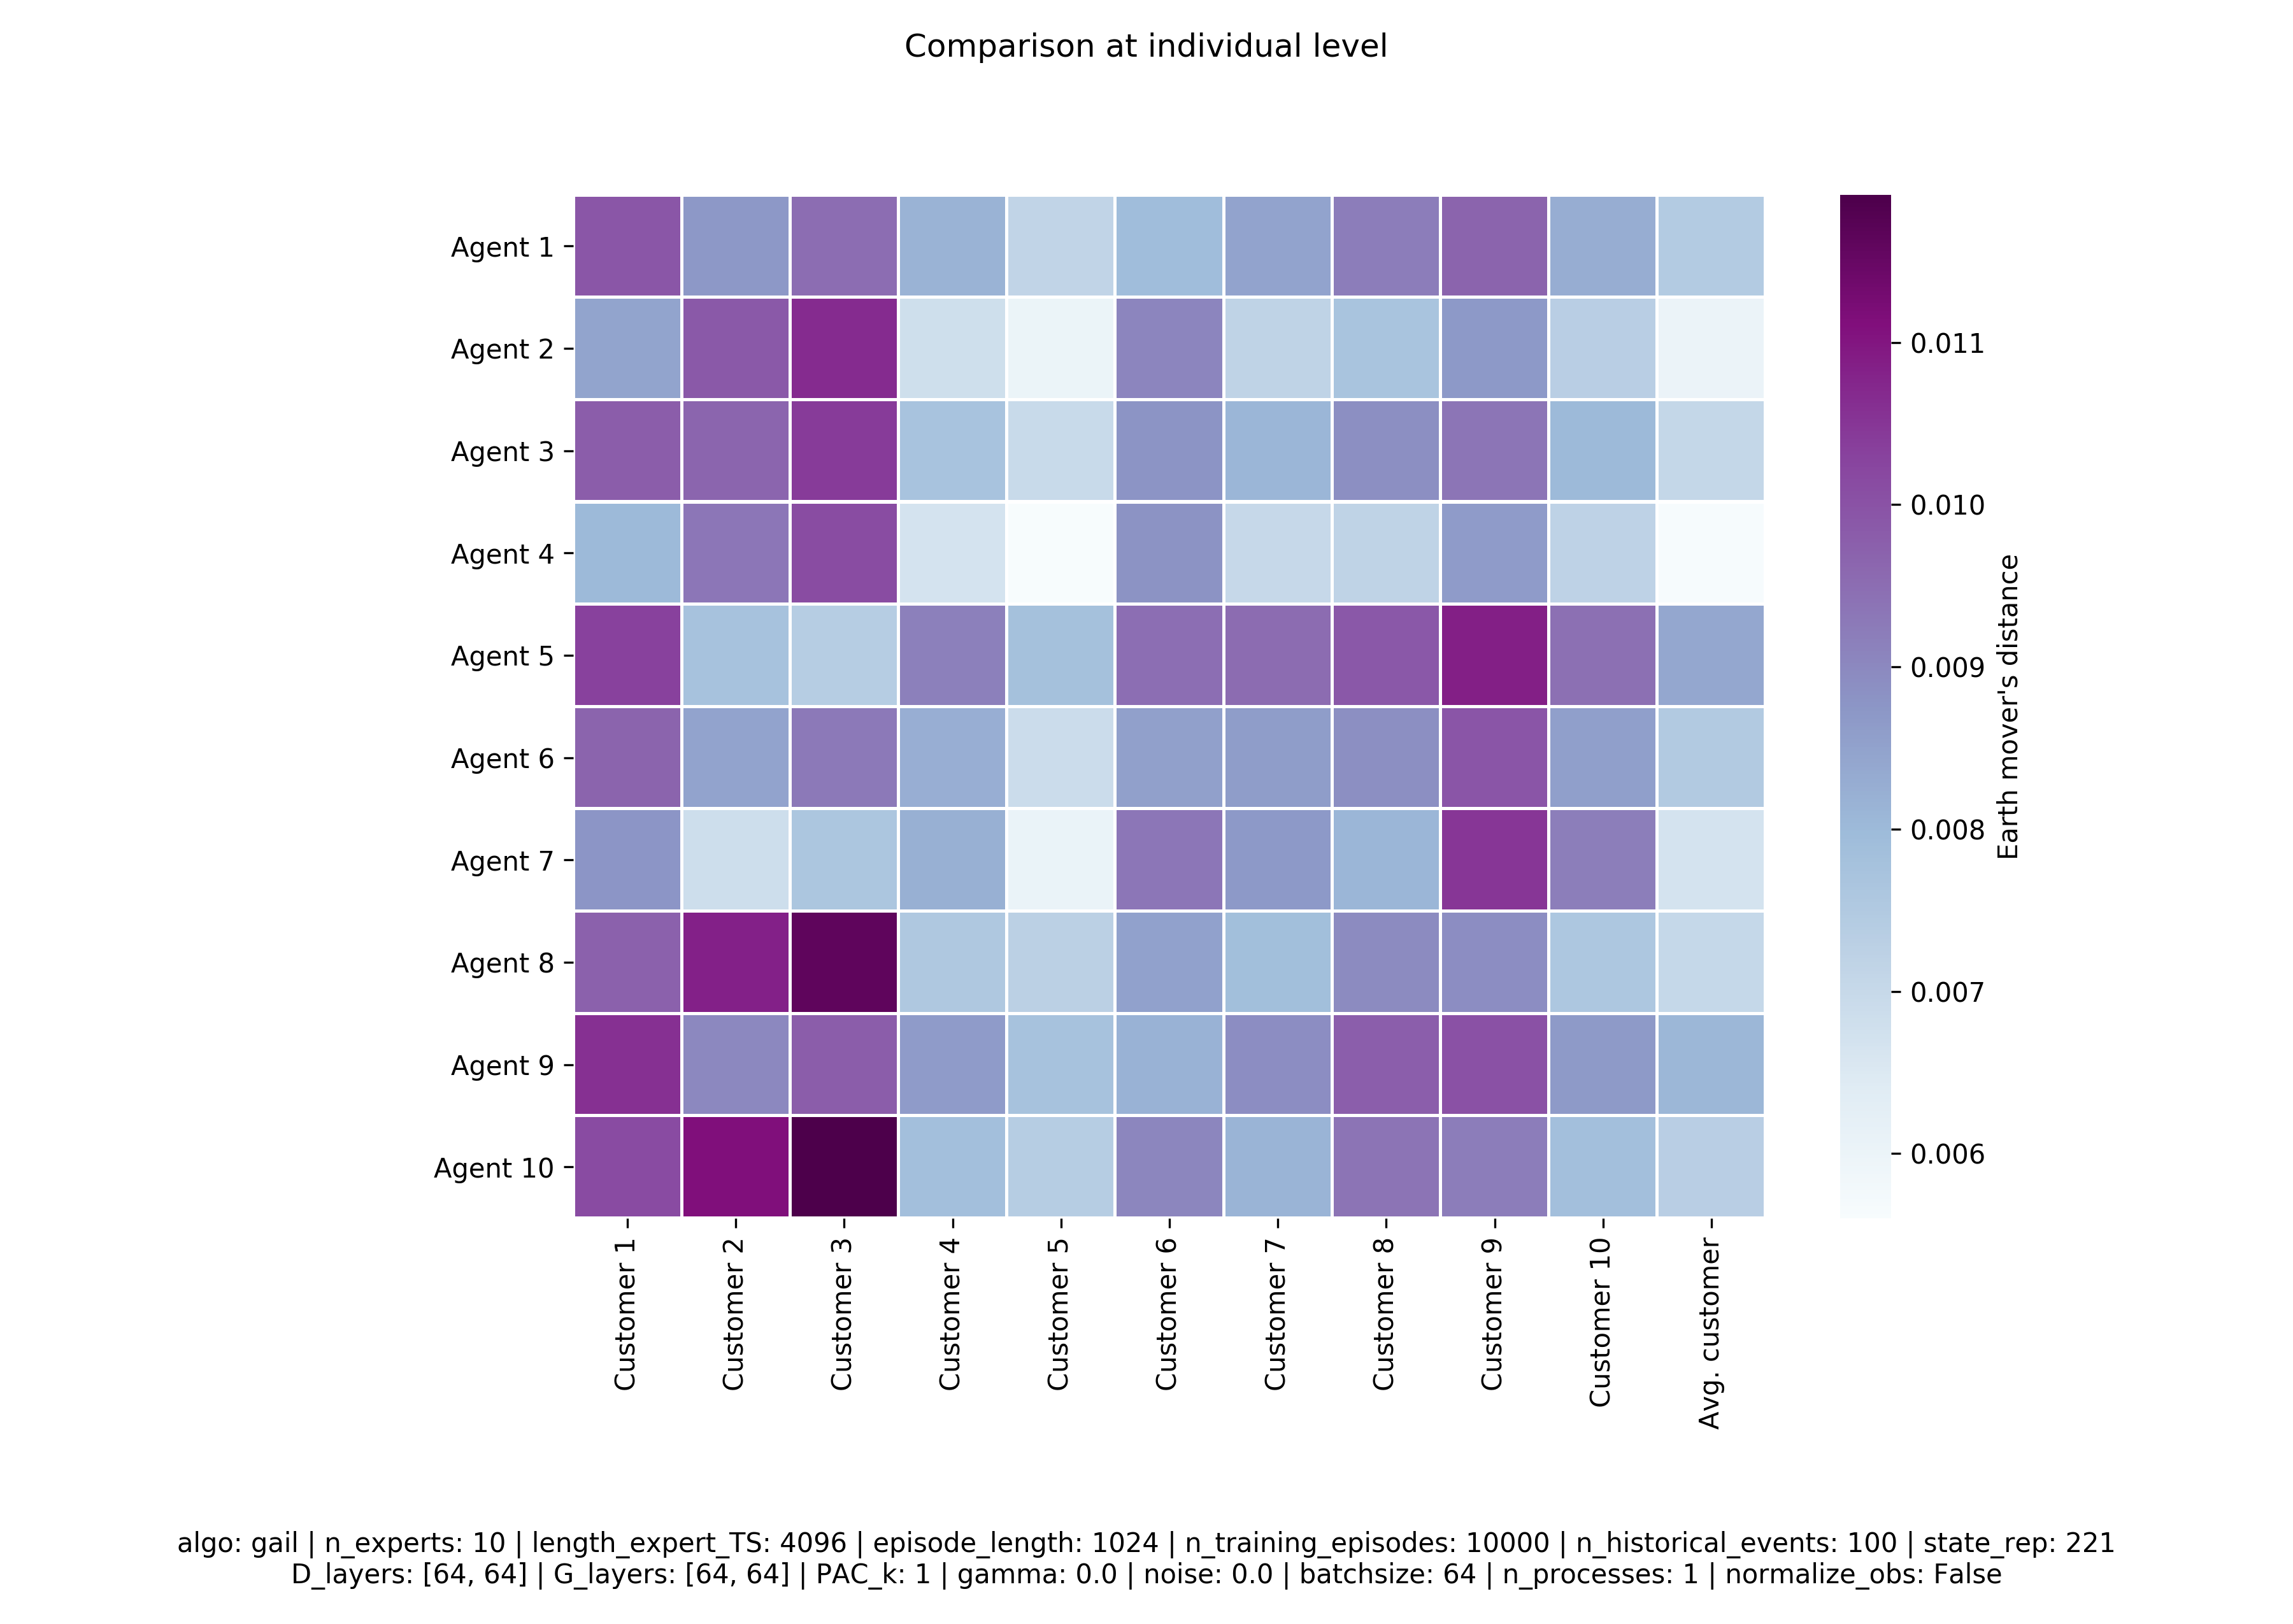 Comparison at individual level
Agent 1
Agent 2
Agent 3
Agent 4
Agent 5
Agent 6
Agent 7
Agent 8
Agent 9
Agent 10
Customer 1
Customer 2
Customer 3
Customer 4
Customer 5
Customer 6
Customer 7
Customer 8
Customer 9
Customer 10
Avg. customer
0.011
0.010
0.009
0.008
0.007
0.006
Earth mover's distance
algo: gail | n_experts: 10 | length_expert_TS: 4096 | episode_length: 1024 | n_training_episodes: 10000 | n_historical_events: 100 | state_rep: 221
D_layers: [64, 64] | G_layers: [64, 64] | PAC_k: 1 | gamma: 0.0 | noise: 0.0 | batchsize: 64 | n_processes: 1 | normalize_obs: False